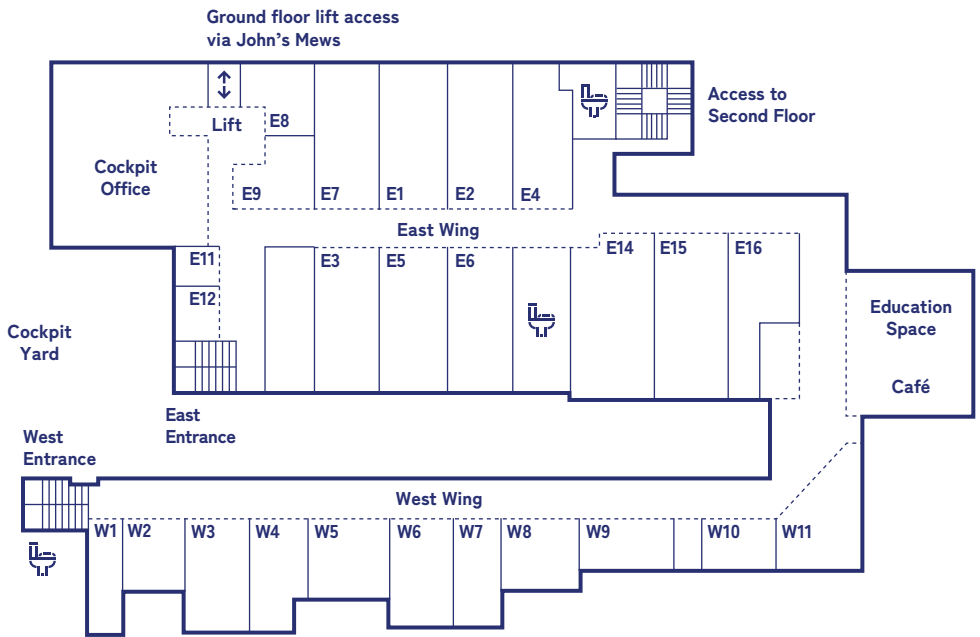 Ground floor lift access
via John’s Mews
Access to
Second Floor
Lift
E8
Cockpit
Office
E9
E7
E1
E2
E4
East Wing
E11
E3
E5
E6
E14
E15
E16
E12
Education
Space
Cockpit
Yard
Café
East
Entrance
West
Entrance
West Wing
W1
W2
W3
W4
W5
W6
W7
W8
W9
W10
W11